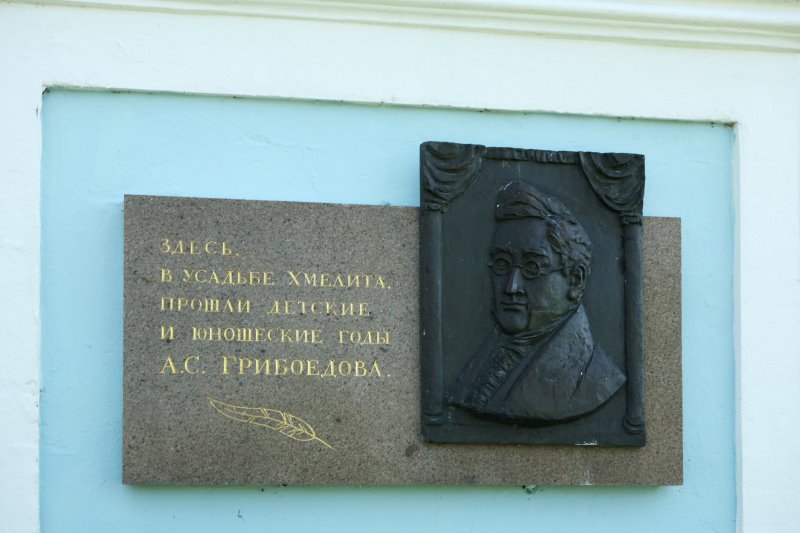 ЗДЕСЬ,
В УСАДЬБЕ ХМЕЛИТА,
ПРОШЛИ ДЕТСКИЕ
И ЮНОШЕСКИЕ ГОДЫ
А.С. ГРИБОЕДОВА.